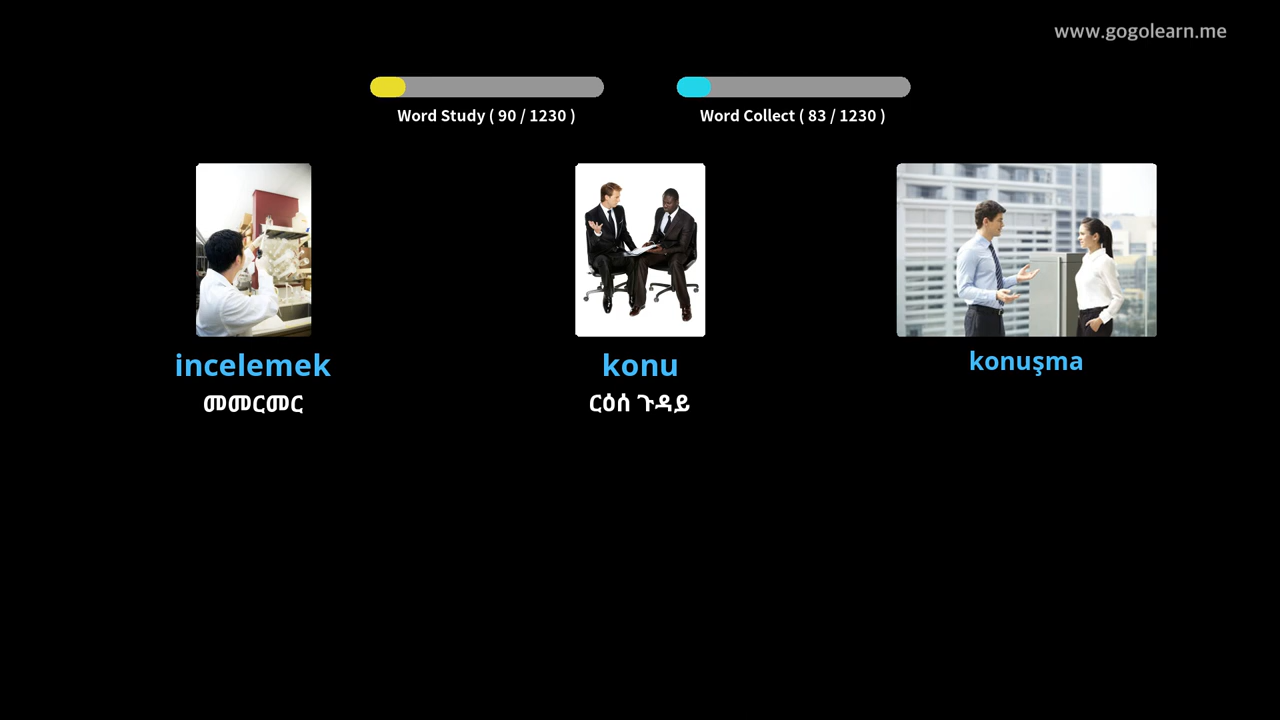 www.gogolearn.me
Word Study ( 90 / 1230 )
Word Collect ( 83 / 1230 )
incelemek
konu
konuşma
መመርመር
ርዕሰ ጉዳይ